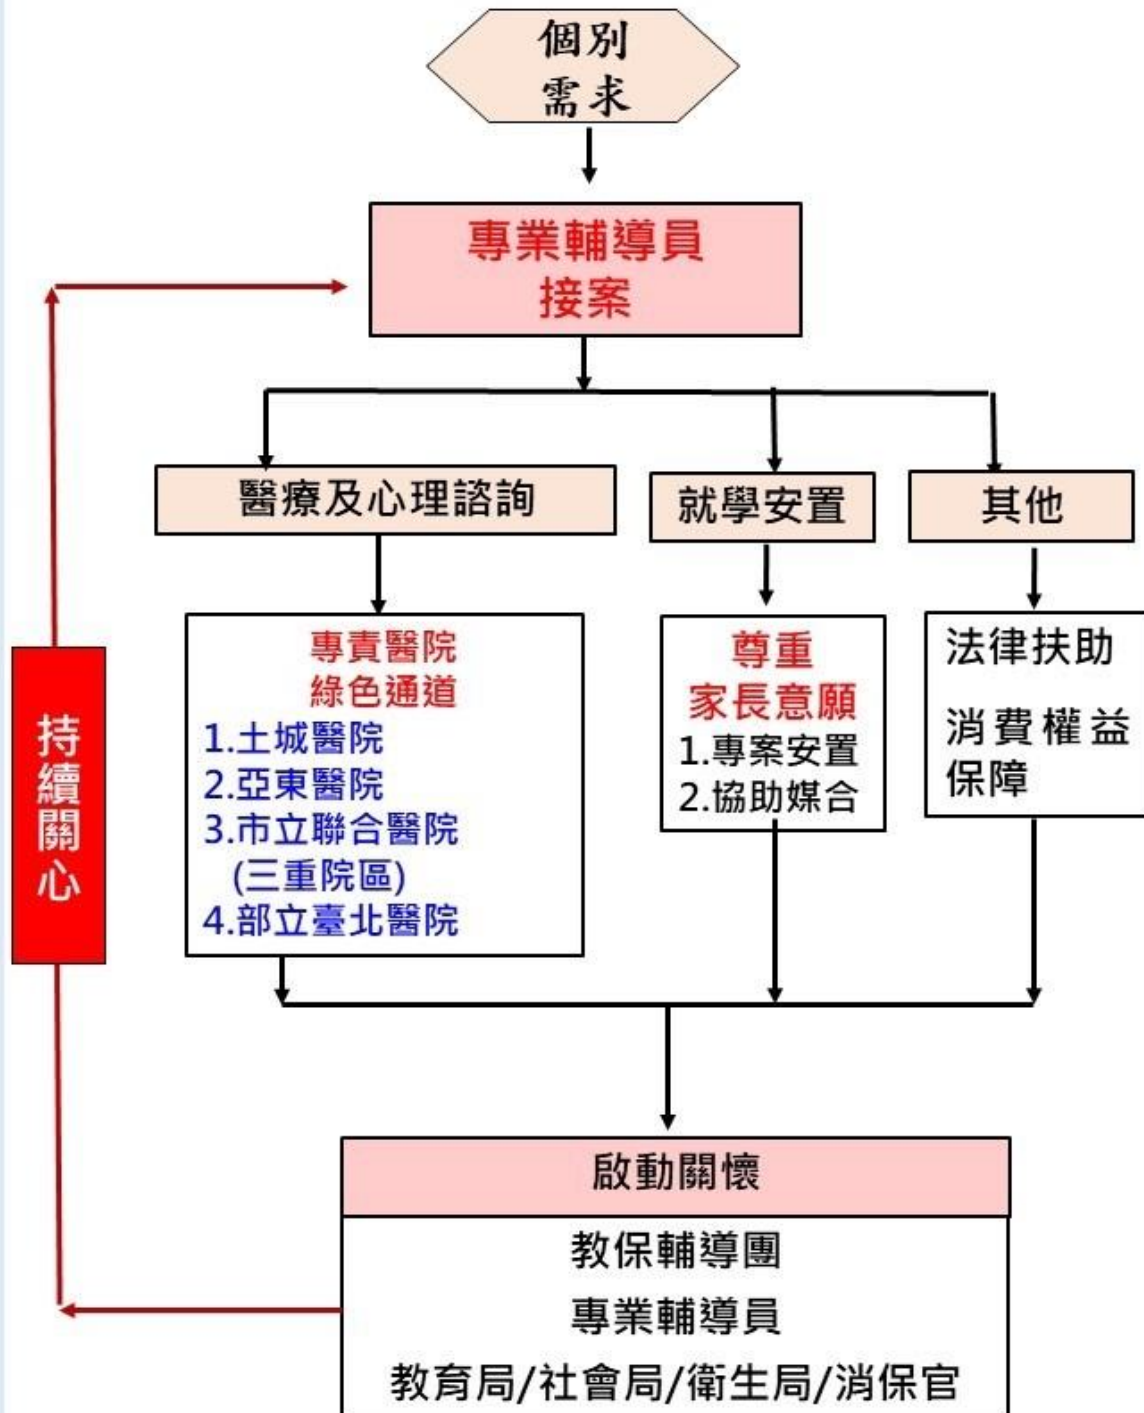 個別
需求
專業輔導員
接案
醫療及心理諮詢
就學安置
其他
專責醫院
綠色通道
1.土城醫院
2.亞東醫院
3.市立聯合醫院
(三重院區)
4.部立臺北醫院
尊重
家長意願
1.專案安置
2.協助媒合
法律扶助
消費權益
保障
持續關心
啟動關懷
教保輔導團
專業輔導員
教育局/社會局/衛生局/消保官